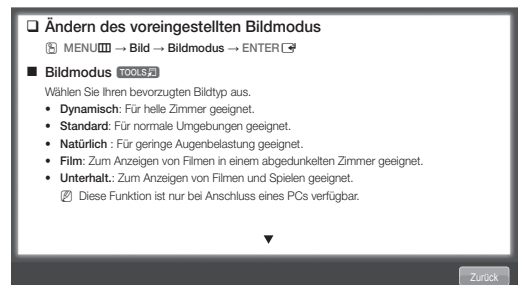 ❑ Ändern des voreingestellten Bildmodus
MENU → Bild → Bildmodus → ENTER
■ Bildmodus TOOLS
Wählen Sie Ihren bevorzugten Bildtyp aus.
• Dynamisch: Für helle Zimmer geeignet.
• Standard: Für normale Umgebungen geeignet.
• Natürlich : Für geringe Augenbelastung geeignet.
• Film: Zum Anzeigen von Filmen in einem abgedunkelten Zimmer geeignet.
• Unterhalt.: Zum Anzeigen von Filmen und Spielen geeignet.
Diese Funktion ist nur bei Anschluss eines PCs verfügbar.
▼
Zurück